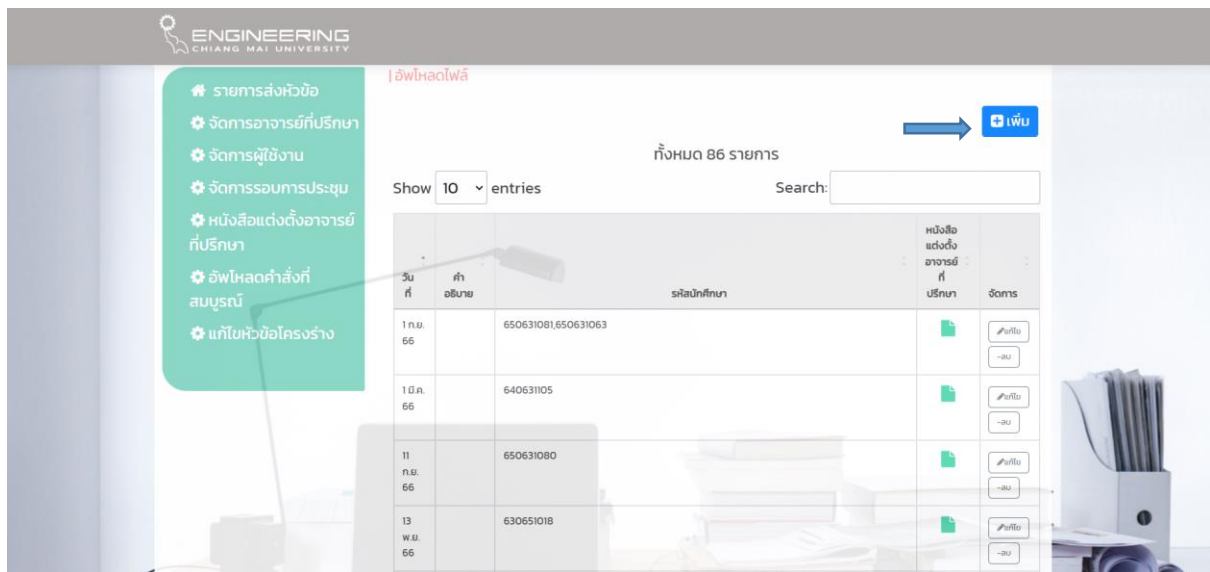 ENGINEERING
CHIANG MAI UNIVERSITY
รายการส่งหัวข้อ
จัดการอาจารย์ที่ปรึกษา
จัดการผู้ใช้งาน
จัดการรอบการประชุม
หนังสือแต่งตั้งอาจารย์
ที่ปรึกษา
อัพโหลดคำสั่งที่
สมบูรณ์
แก้ไขหัวข้อโครงร่าง
|อัพโหลดไฟล์
เพิ่ม
ทั้งหมด 86 รายการ
Show 10 entries Search:
วัน
ที่
คำ
อธิบาย
รหัสนักศึกษา
หนังสือ
แต่งตั้ง
อาจารย์
ที่
ปรึกษา
จัดการ
1 ก.ย.
66
650631081,650631063
แก้ไข
-ลบ
1 มี.ค.
66
640631105
แก้ไข
-ลบ
11
ก.ย.
66
650631080
แก้ไข
-ลบ
13
พ.ย.
66
630651018
แก้ไข
-ลบ